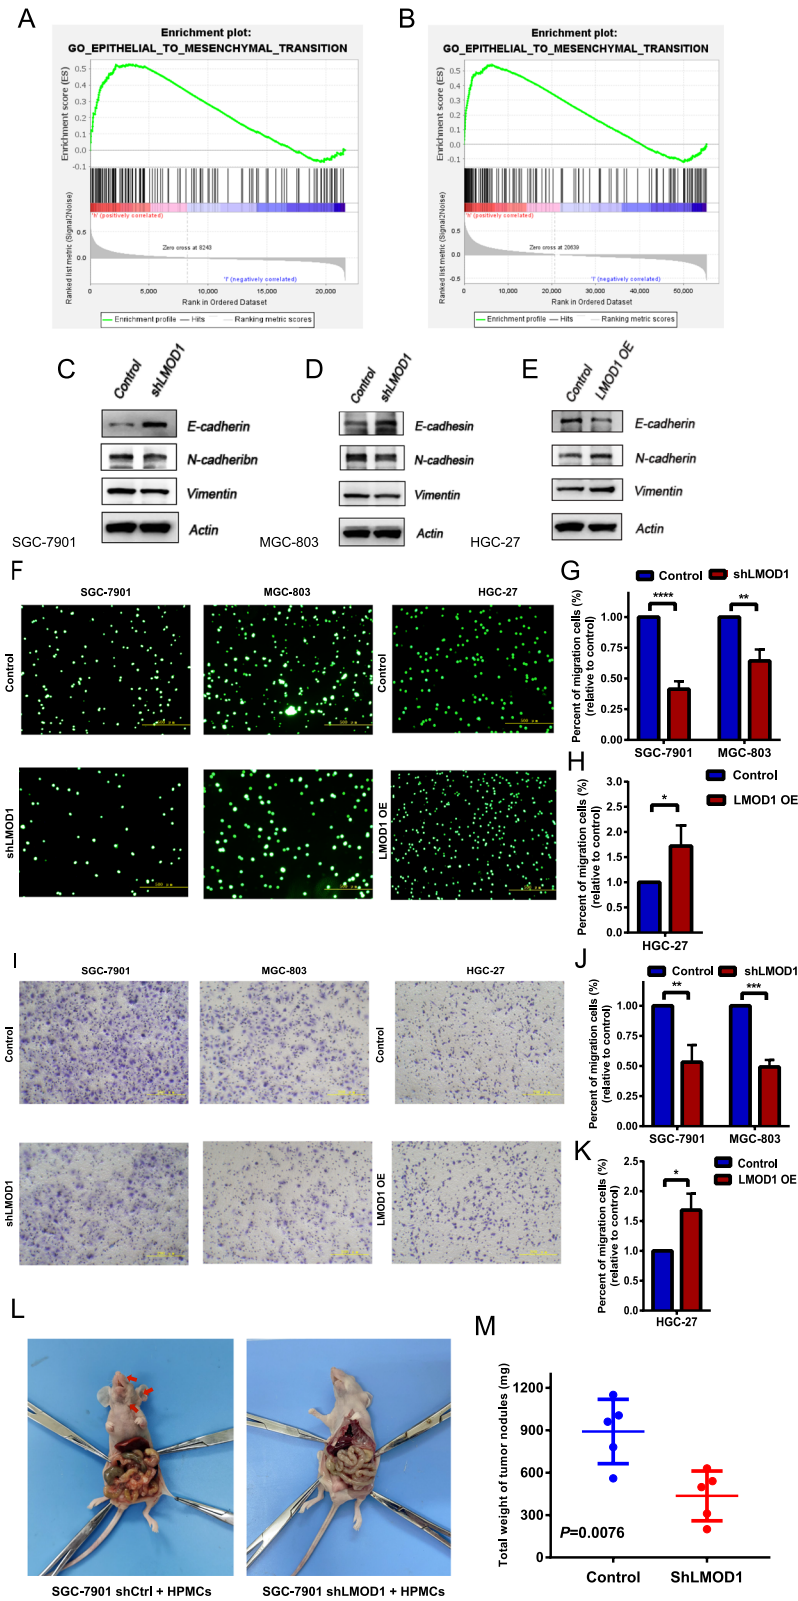 A
Enrichment plot:
GO_EPITHELIAL_TO_MESENCHYMAL_TRANSITION
Enrichment score (ES)
0.5
0.4
0.3
0.2
0.1
0.0
-0.1
'h' (positively correlated)
Ranked list metric (Signal2Noise)
0.5
0.0
Zero cross at 8243
'l' (negatively correlated)
0 5,000 10,000 15,000 20,000
Rank in Ordered Dataset
Enrichment profile Hits Ranking metric scores
B
Enrichment plot:
GO_EPITHELIAL_TO_MESENCHYMAL_TRANSITION
Enrichment score (ES)
0.5
0.4
0.3
0.2
0.1
0.0
-0.1
'h' (positively correlated)
Ranked list metric (Signal2Noise)
0.5
0.0
-0.5
Zero cross at 20639
'l' (negatively correlated)
0 10,000 20,000 30,000 40,000 50,000
Rank in Ordered Dataset
Enrichment profile Hits Ranking metric scores
C
Control shLMOD1
E-cadherin
N-cadheribn
Vimentin
Actin
SGC-7901
D
Control shLMOD1
E-cadhesin
N-cadhesin
Vimentin
Actin
MGC-803
E
Control LMOD1 OE
E-cadherin
N-cadherin
Vimentin
Actin
HGC-27
F
SGC-7901 MGC-803 HGC-27
Control Control
shLMOD1 LMOD1 OE
G
Control shLMOD1
Percent of migration cells (%)
(relative to control)
1.00
0.75
0.50
0.25
0.00
**** **
SGC-7901 MGC-803
H
Control
LMOD1 OE
Percent of migration cells (%)
(relative to control)
3.0
2.5
2.0
1.5
1.0
0.5
0.0
*
HGC-27
I
SGC-7901 MGC-803 HGC-27
Control Control
shLMOD1 LMOD1 OE
J
Control shLMOD1
Percent of migration cells (%)
(relative to control)
1.00
0.75
0.50
0.25
0.00
** ***
SGC-7901 MGC-803
K
Control
LMOD1 OE
Percent of migration cells (%)
(relative to control)
2.5
2.0
1.5
1.0
0.5
0.0
*
HGC-27
L
SGC-7901 shCtrl + HPMCs SGC-7901 shLMOD1 + HPMCs
M
Total weight of tumor nodules (mg)
1200
900
600
300
0
P=0.0076
Control ShLMOD1